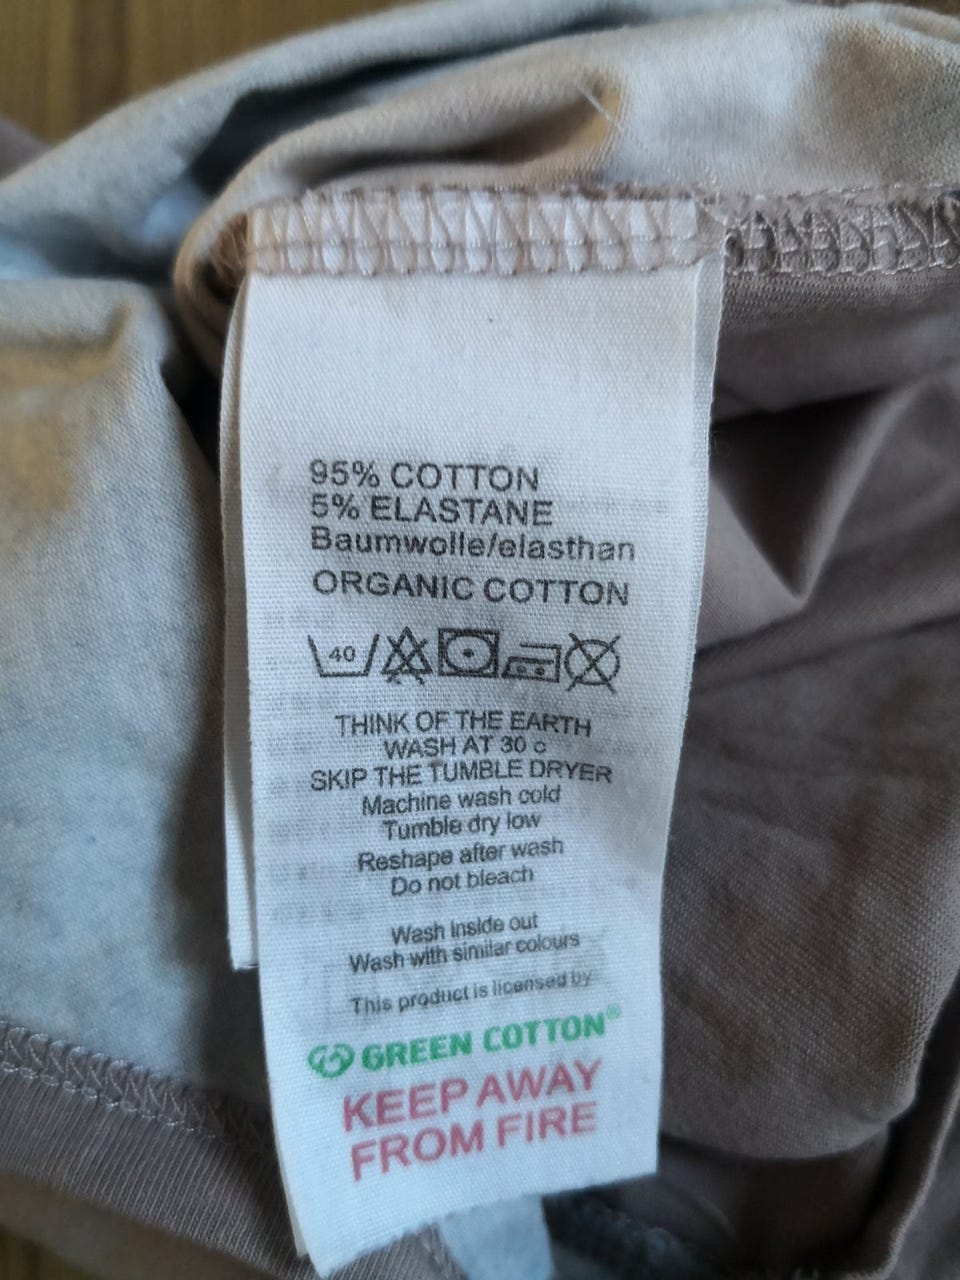 95% COTTON
5% ELASTANE
Baumwolle/elasthan
ORGANIC COTTON
40
THINK OF THE EARTH
WASH AT 30 c
SKIP THE TUMBLE DRYER
Machine wash cold
Tumble dry low
Reshape after wash
Do not bleach
Wash inside out
Wash with similar colours
This product is licensed by
GREEN COTTON®
KEEP AWAY
FROM FIRE